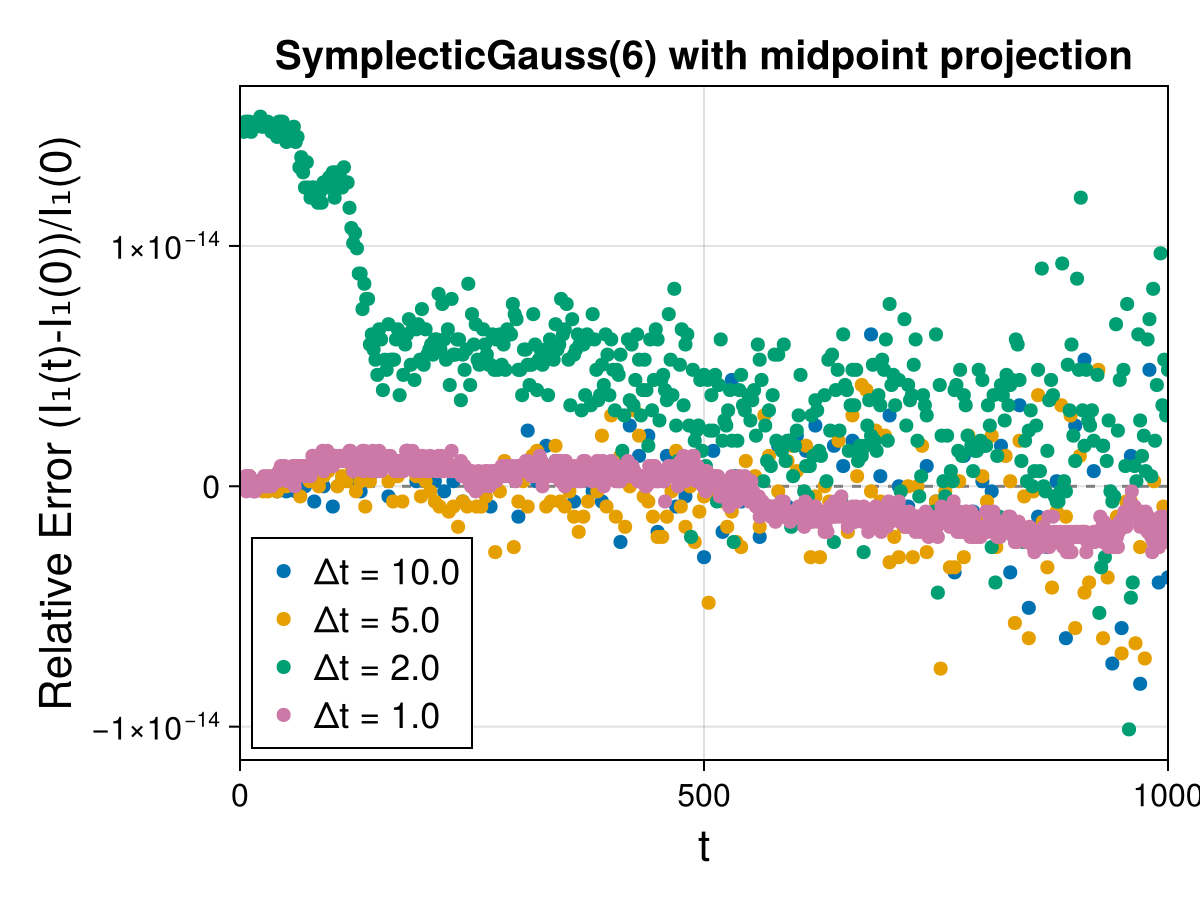 SymplecticGauss(6) with midpoint projection
Relative Error (I₁(t)-I₁(0))/I₁(0)
1×10⁻¹⁴
0
−1×10⁻¹⁴
Δt = 10.0
Δt = 5.0
Δt = 2.0
Δt = 1.0
0
500
1000
t